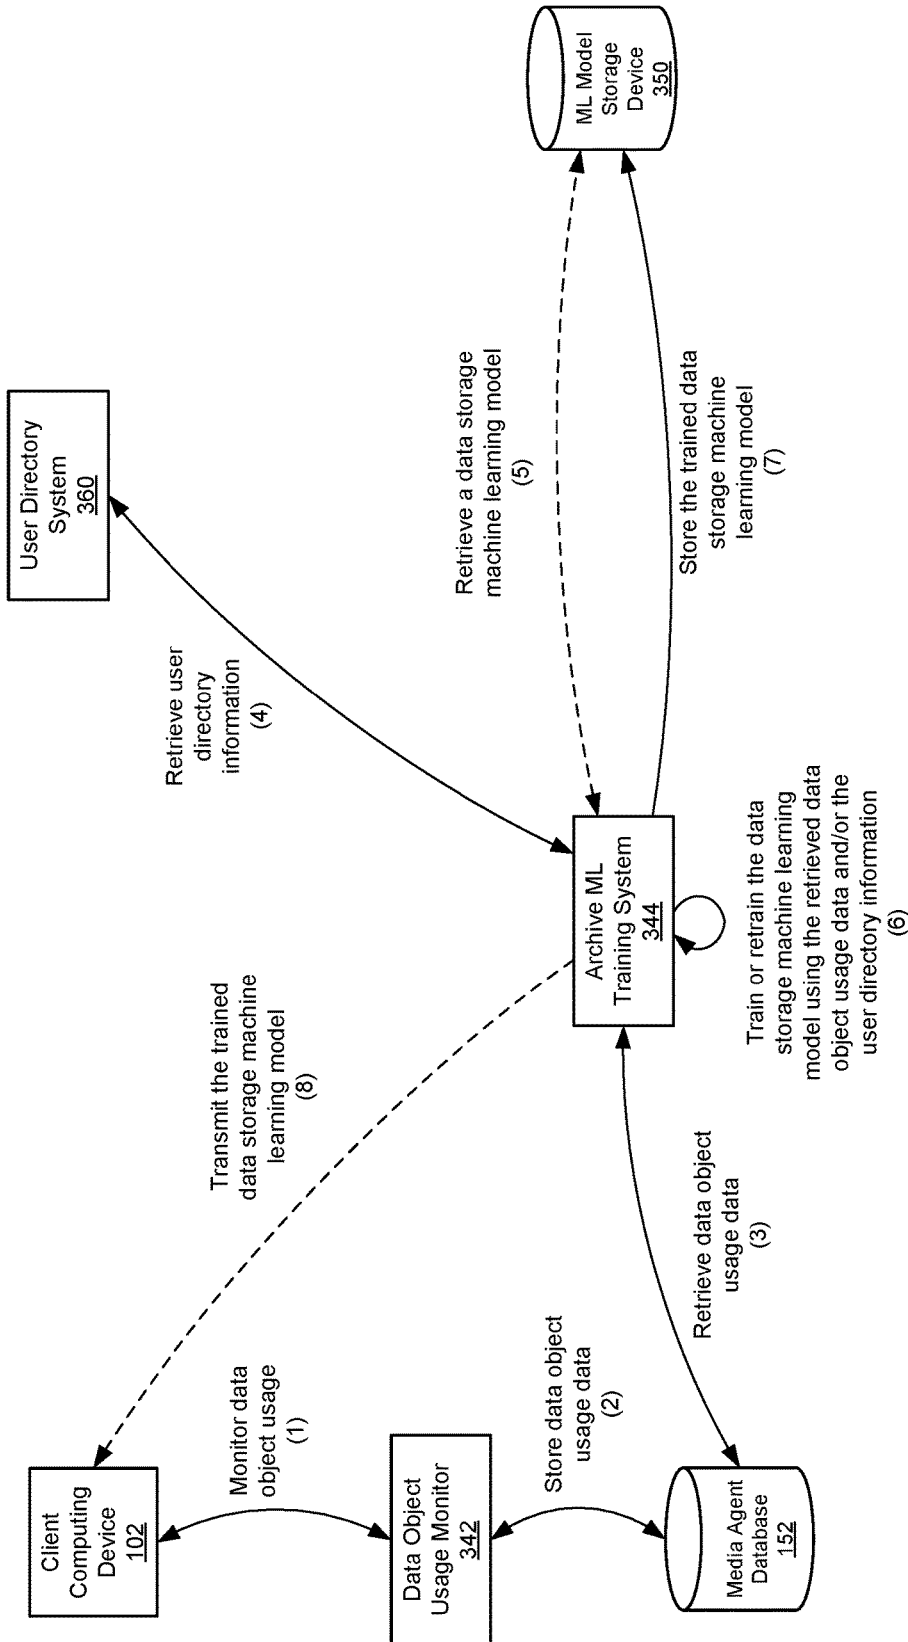 Client
Computing
Device
102
Monitor data
object usage
(1)
Data Object
Usage Monitor
342
Store data object
usage data
(2)
Media Agent
Database
152
Retrieve data object
usage data
(3)
User Directory
System
360
Retrieve user
directory
information
(4)
Retrieve a data storage
machine learning model
(5)
Archive ML
Training System
344
Train or retrain the data
storage machine learning
model using the retrieved data
object usage data and/or the
user directory information
(6)
Store the trained data
storage machine
learning model
(7)
ML Model
Storage
Device
350
Transmit the trained
data storage machine
learning model
(8)